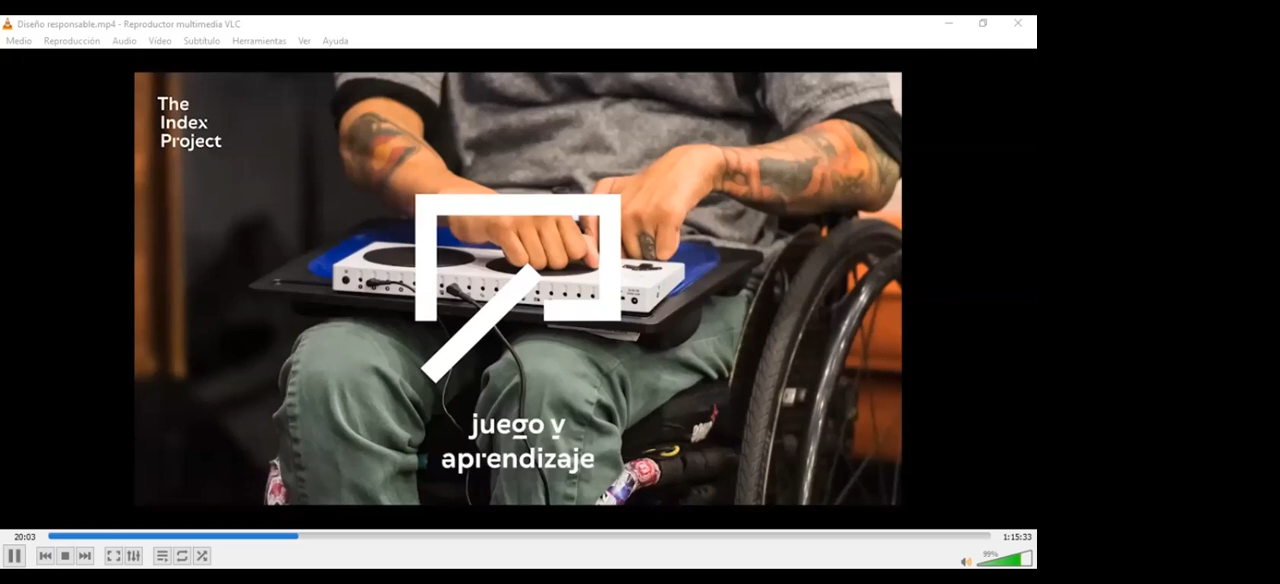 Diseño responsable.mp4 - Reproductor multimedia VLC
Medio Reproducción Audio Vídeo Subtítulo Herramientas Ver Ayuda
The
Index
Project
juego y
aprendizaje
20:03
1:15:33
99%